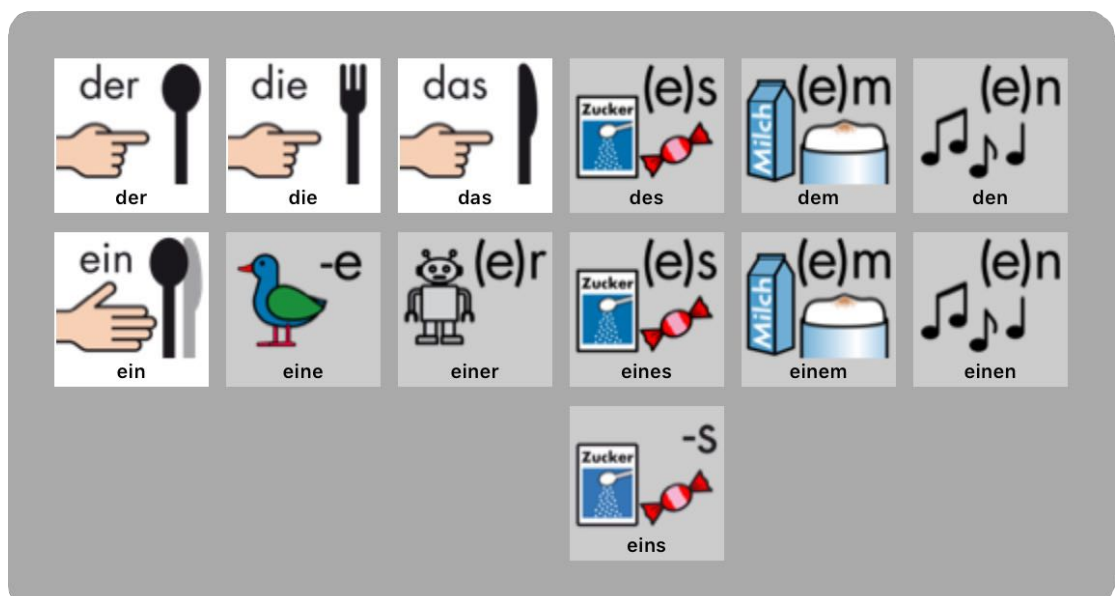 der die das (e)s (e)m (e)n
Zucker Milch
der die das des dem den
ein -e (e)r (e)s (e)m (e)n
Zucker Milch
ein eine einer eines einem einen
-s
Zucker
eins